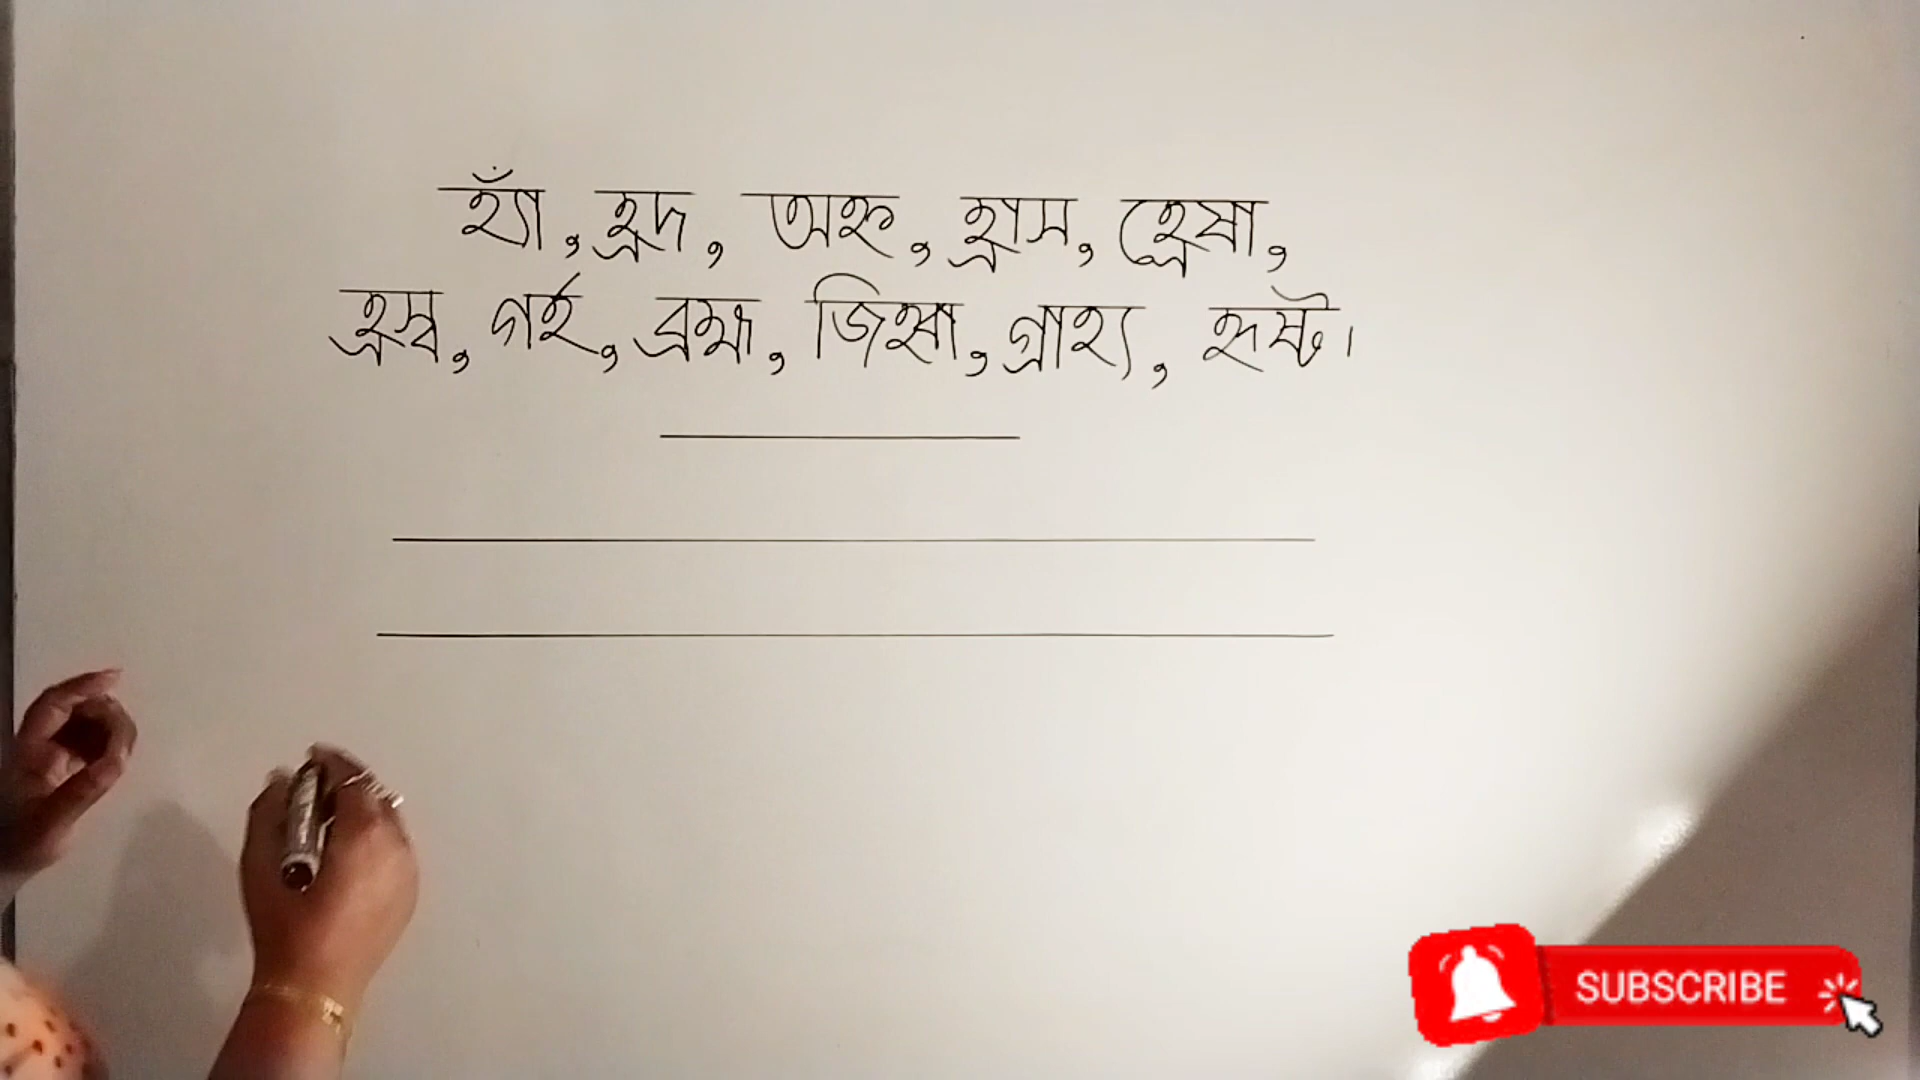 হ্যাঁ, হ্রদ, অহ্ন, হ্রাস, হ্রেষা,
হ্রস্ব, গর্হ, ব্রহ্ম, জিহ্মা, গ্রাহ্য, হৃষ্ট।
SUBSCRIBE